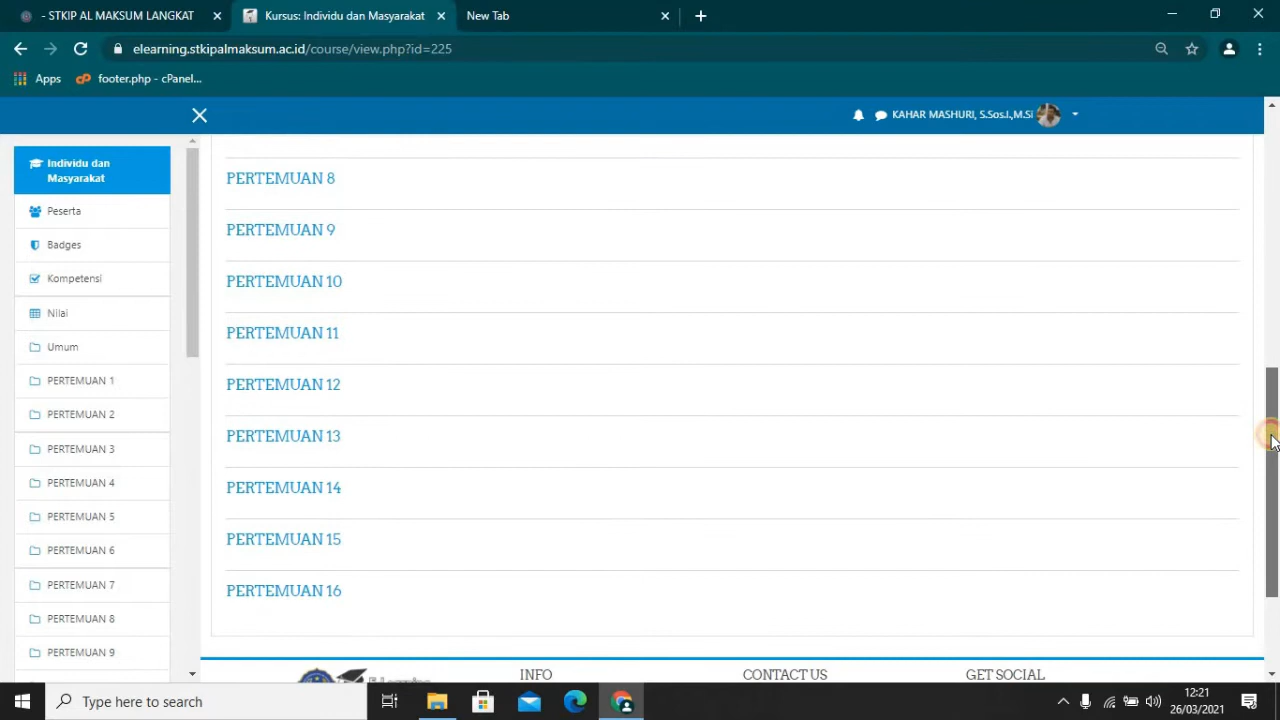 - STKIP AL MAKSUM LANGKAT
Kursus: Individu dan Masyarakat
New Tab
elearning.stkipalmaksum.ac.id/course/view.php?id=225
Apps
footer.php - cPanel...
KAHAR MASHURI, S.Sos.I.,M.Si
Individu dan
Masyarakat
Peserta
Badges
Kompetensi
Nilai
Umum
PERTEMUAN 1
PERTEMUAN 2
PERTEMUAN 3
PERTEMUAN 4
PERTEMUAN 5
PERTEMUAN 6
PERTEMUAN 7
PERTEMUAN 8
PERTEMUAN 9
PERTEMUAN 8
PERTEMUAN 9
PERTEMUAN 10
PERTEMUAN 11
PERTEMUAN 12
PERTEMUAN 13
PERTEMUAN 14
PERTEMUAN 15
PERTEMUAN 16
INFO
CONTACT US
GET SOCIAL
Type here to search
12:21
26/03/2021